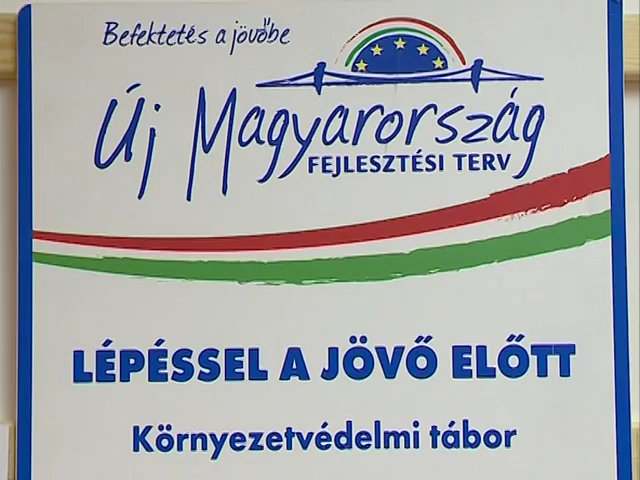 Befektetés a jövőbe
Új Magyarország
FEJLESZTÉSI TERV
LÉPÉSSEL A JÖVŐ ELŐTT
Környezetvédelmi tábor